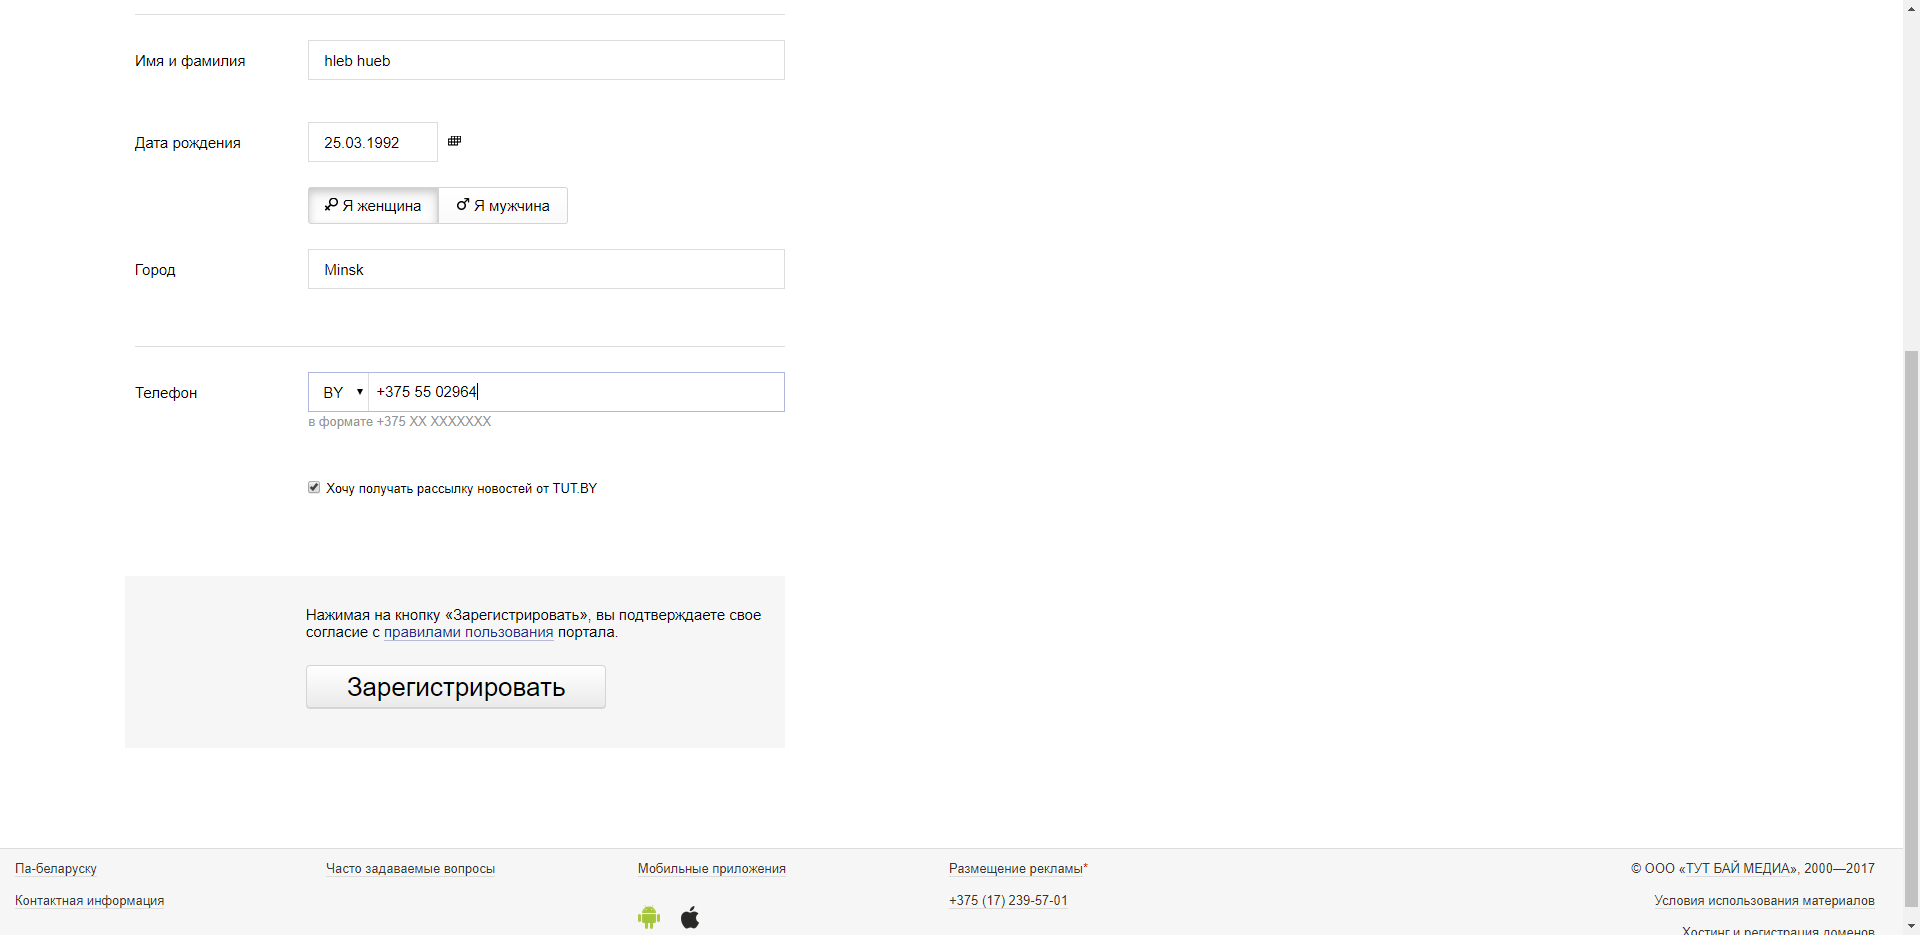 Имя и фамилия
hleb hueb
Дата рождения
25.03.1992
Я женщина
Я мужчина
Город
Minsk
Телефон
BY
+375 55 02964
в формате +375 XX XXXXXXX
Хочу получать рассылку новостей от TUT.BY
Нажимая на кнопку «Зарегистрировать», вы подтверждаете свое
согласие с правилами пользования портала.
Зарегистрировать
Па-беларуску
Часто задаваемые вопросы
Мобильные приложения
Размещение рекламы*
© ООО «ТУТ БАЙ МЕДИА», 2000—2017
Контактная информация
+375 (17) 239-57-01
Условия использования материалов
Хостинг и регистрация доменов